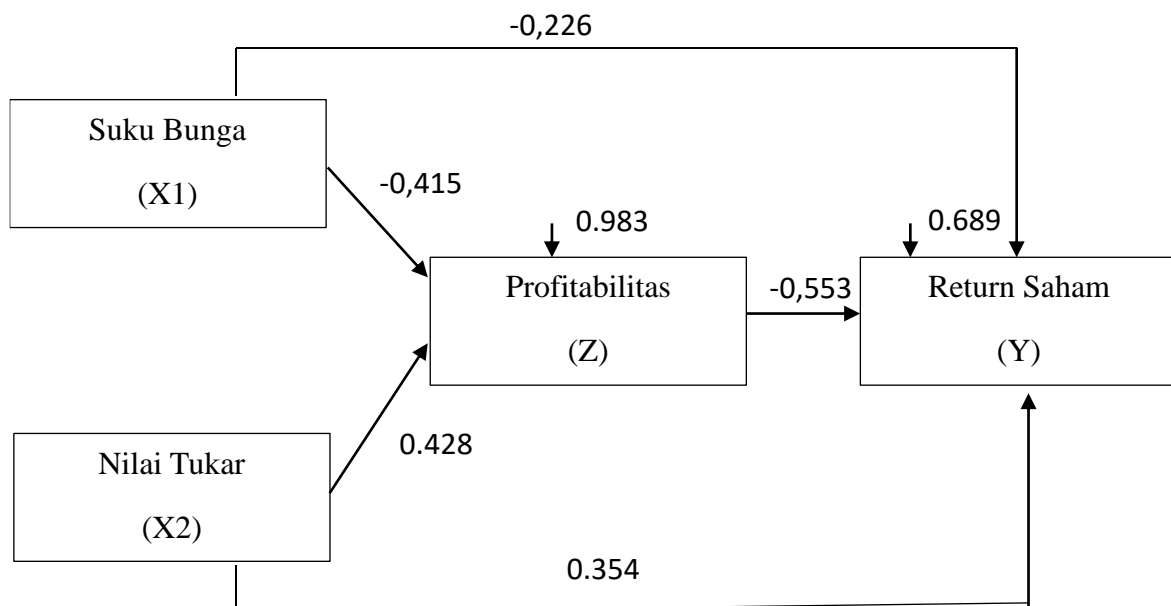 -0,226
Suku Bunga
(X1)
-0,415
0.983
0.689
Profitabilitas
(Z)
-0,553
Return Saham
(Y)
0.428
Nilai Tukar
(X2)
0.354